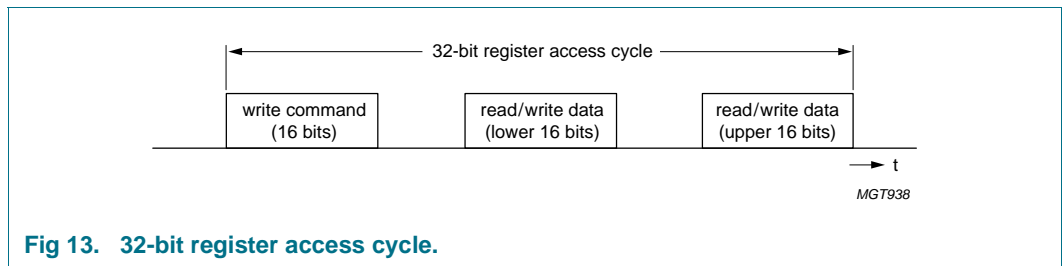 32-bit register access cycle
write command
(16 bits)
read/write data
(lower 16 bits)
read/write data
(upper 16 bits)
t
MGT938
Fig 13. 32-bit register access cycle.